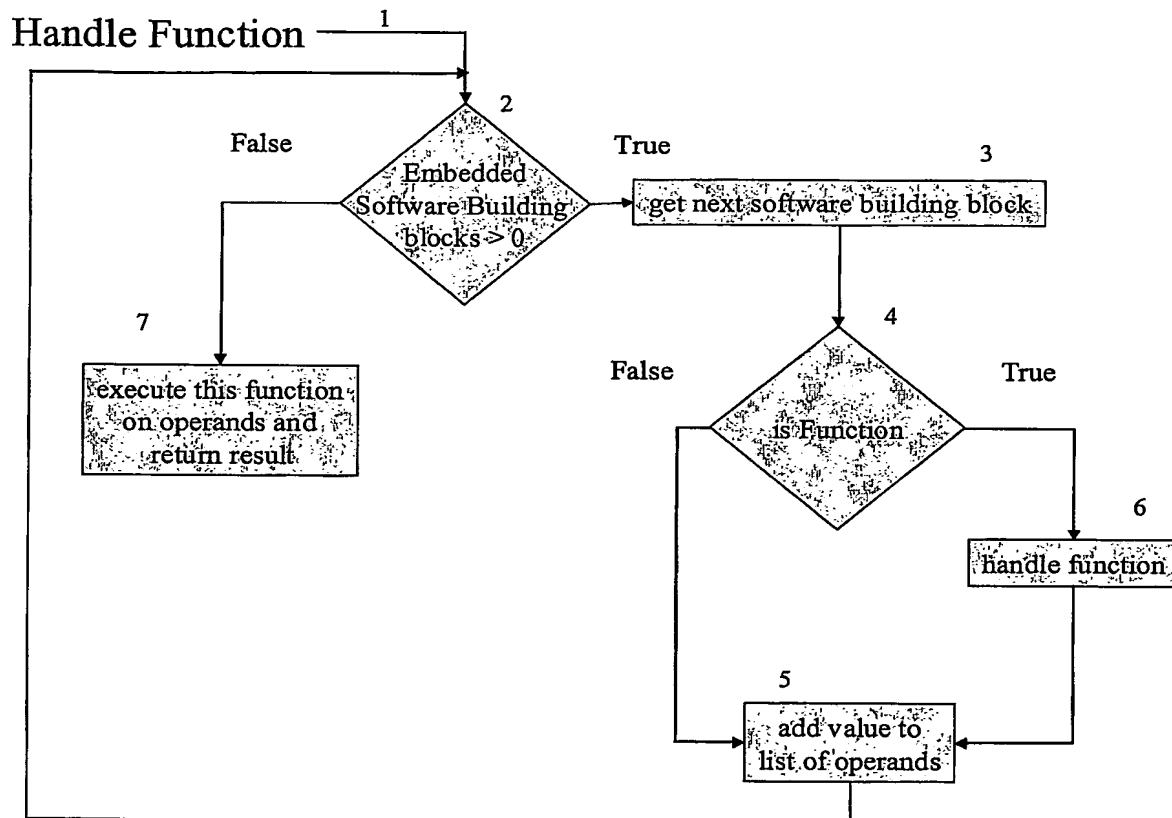 Handle Function
1
2
False
True
3
Embedded
Software Building
blocks > 0
get next software building block
7
4
False
True
execute this function
on operands and
return result
is Function
6
handle function
5
add value to
list of operands